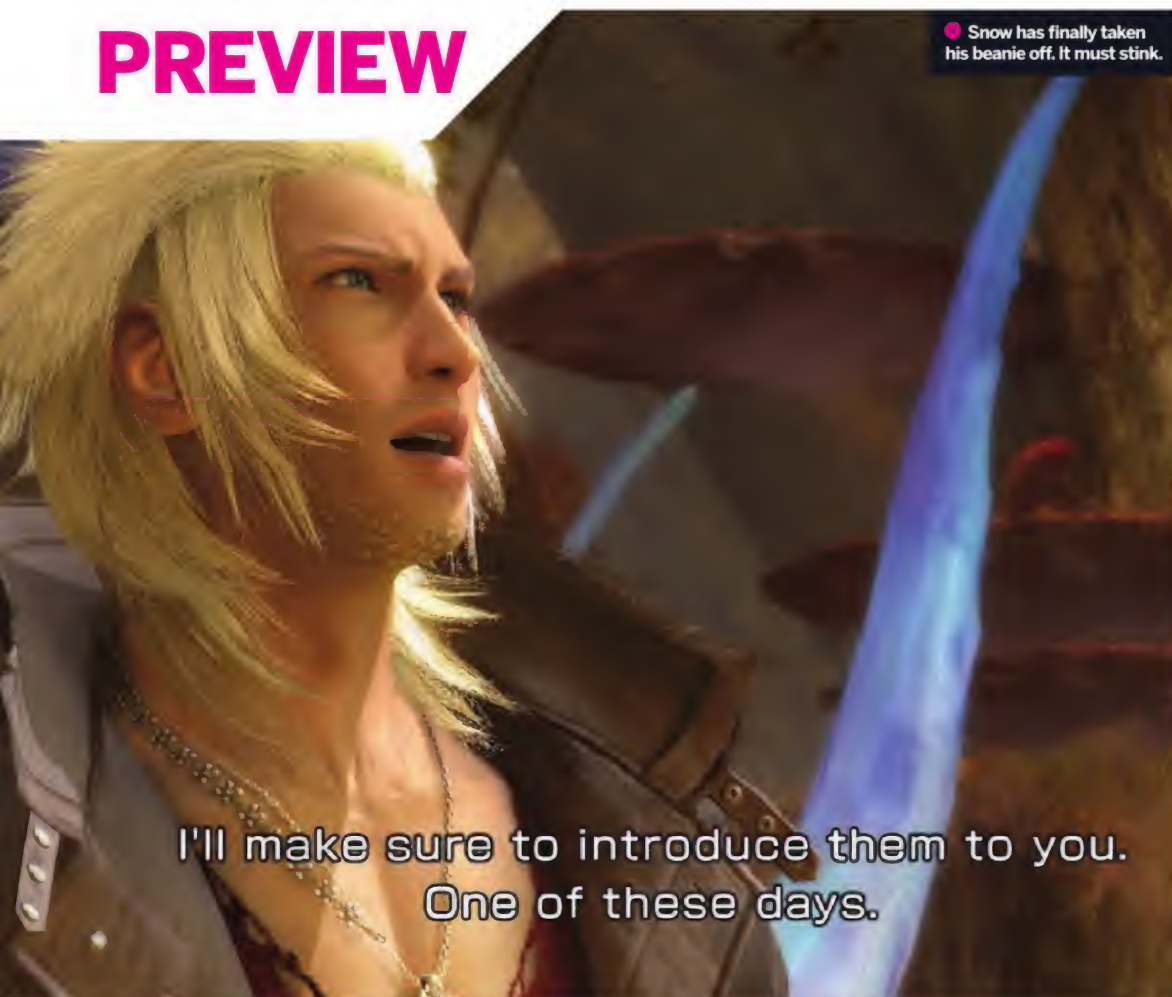 PREVIEW
Snow has finally taken
his beanie off. It must stink.
I'll make sure to introduce them to you.
One of these days.